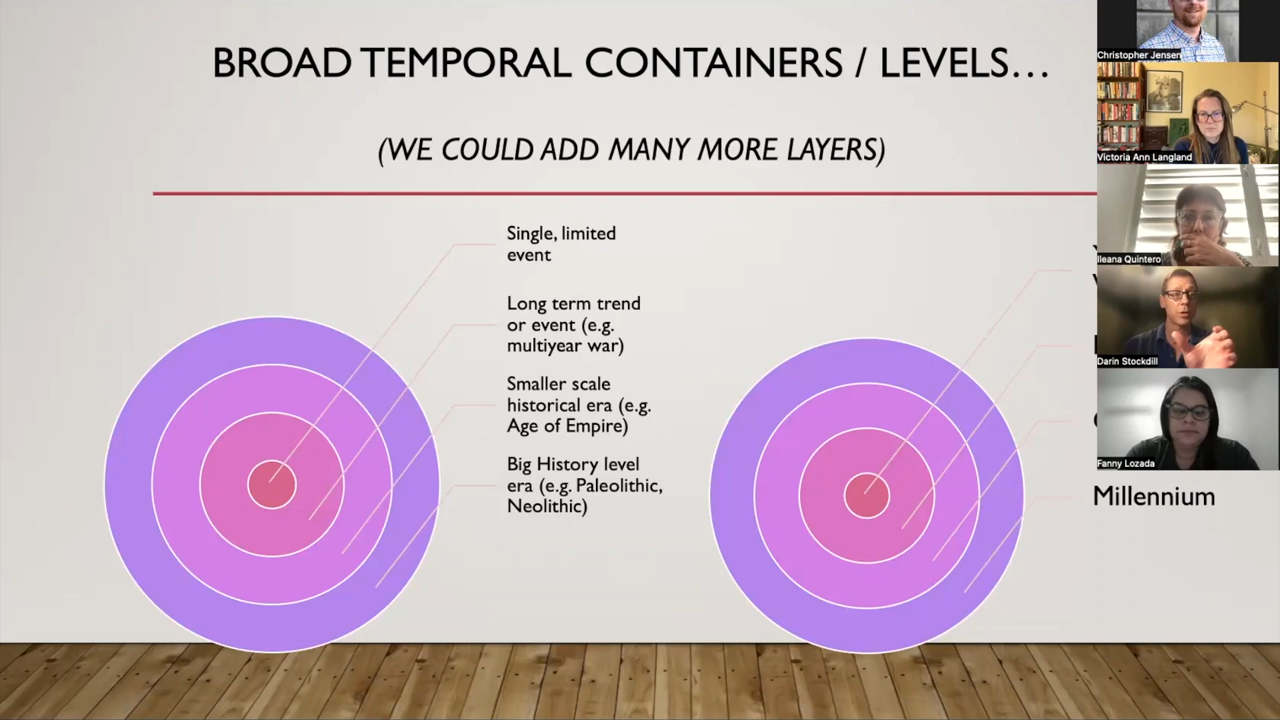 BROAD TEMPORAL CONTAINERS / LEVELS…
(WE COULD ADD MANY MORE LAYERS)
Single, limited
event
Long term trend
or event (e.g.
multiyear war)
Smaller scale
historical era (e.g.
Age of Empire)
Big History level
era (e.g. Paleolithic,
Neolithic)
Millennium
Christopher Jensen
Victoria Ann Langland
Ileana Quintero
Darin Stockdill
Fanny Lozada